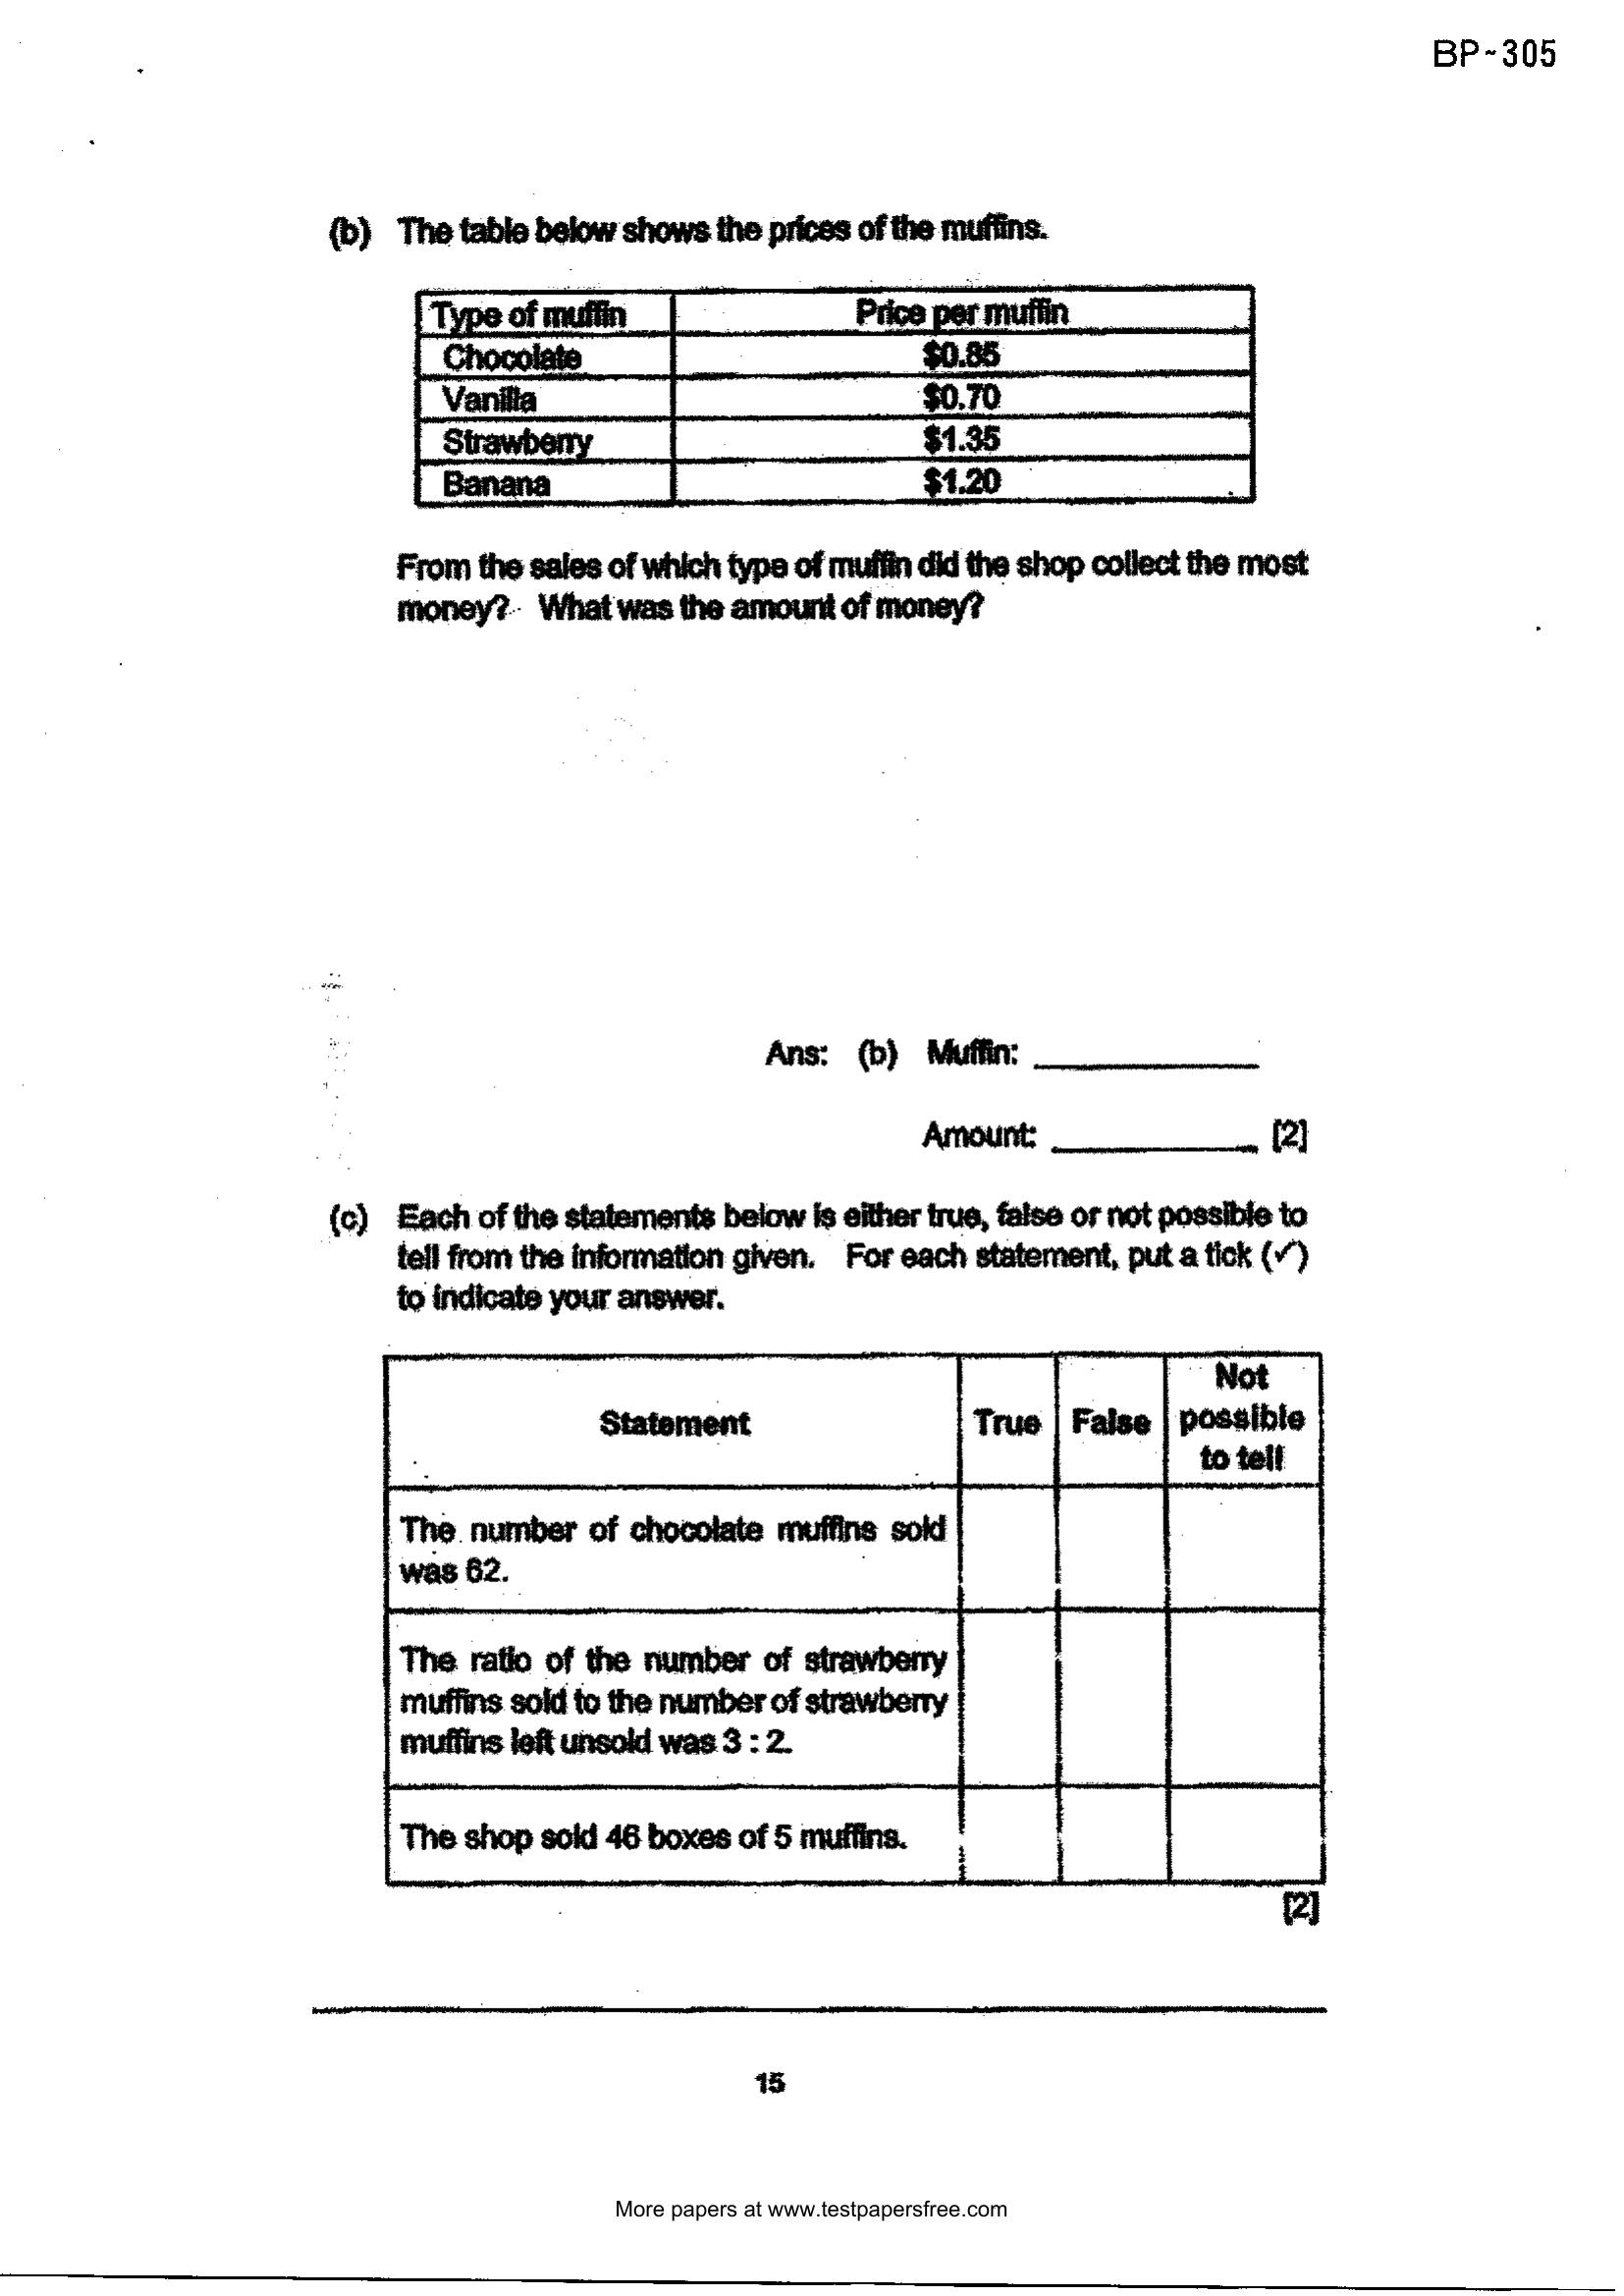 BP-305
(b) The table below shows the prices of the muffins.
Type of muffin Price per muffin
Chocolate $0.85
Vanilla $0.70
Strawberry $1.35
Banana $1.20
From the sales of which type of muffin did the shop collect the most
money? What was the amount of money?
Ans: (b) Muffin: ____________
Amount: ____________ [2]
(c) Each of the statements below is either true, false or not possible to
tell from the information given. For each statement, put a tick (✓)
to indicate your answer.
Statement True False Not possible to tell
The number of chocolate muffins sold
was 62.
The ratio of the number of strawberry
muffins sold to the number of strawberry
muffins left unsold was 3 : 2.
The shop sold 46 boxes of 5 muffins.
[2]
15
More papers at www.testpapersfree.com